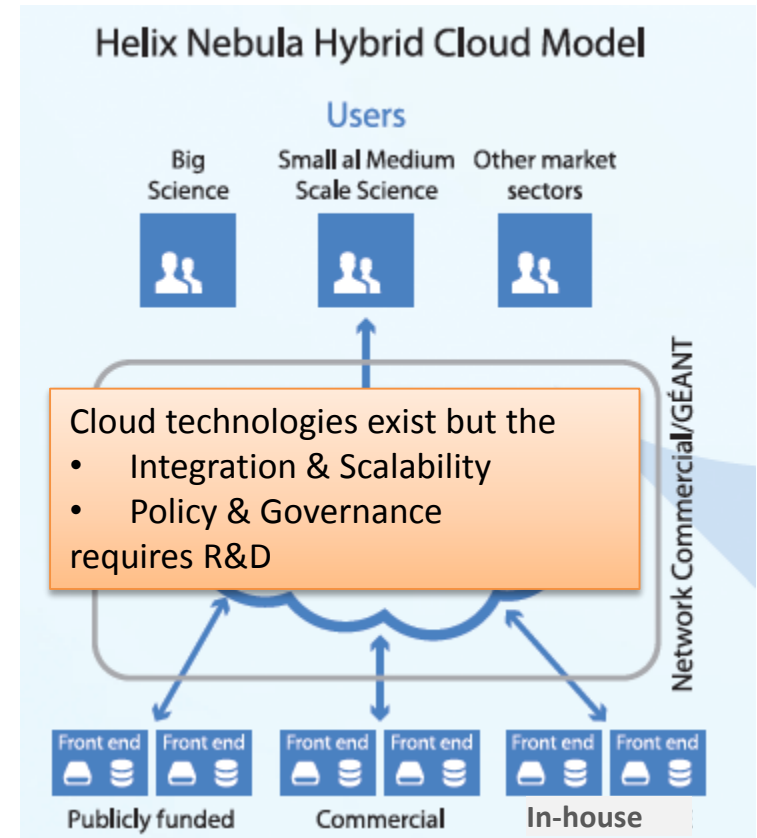 Helix Nebula Hybrid Cloud Model
Users
Big
Science
Small al Medium
Scale Science
Other market
sectors
Network Commercial/GÉANT
Cloud technologies exist but the
• Integration & Scalability
• Policy & Governance
requires R&D
Front end Front end Front end Front end Front end Front end
Publicly funded Commercial In-house